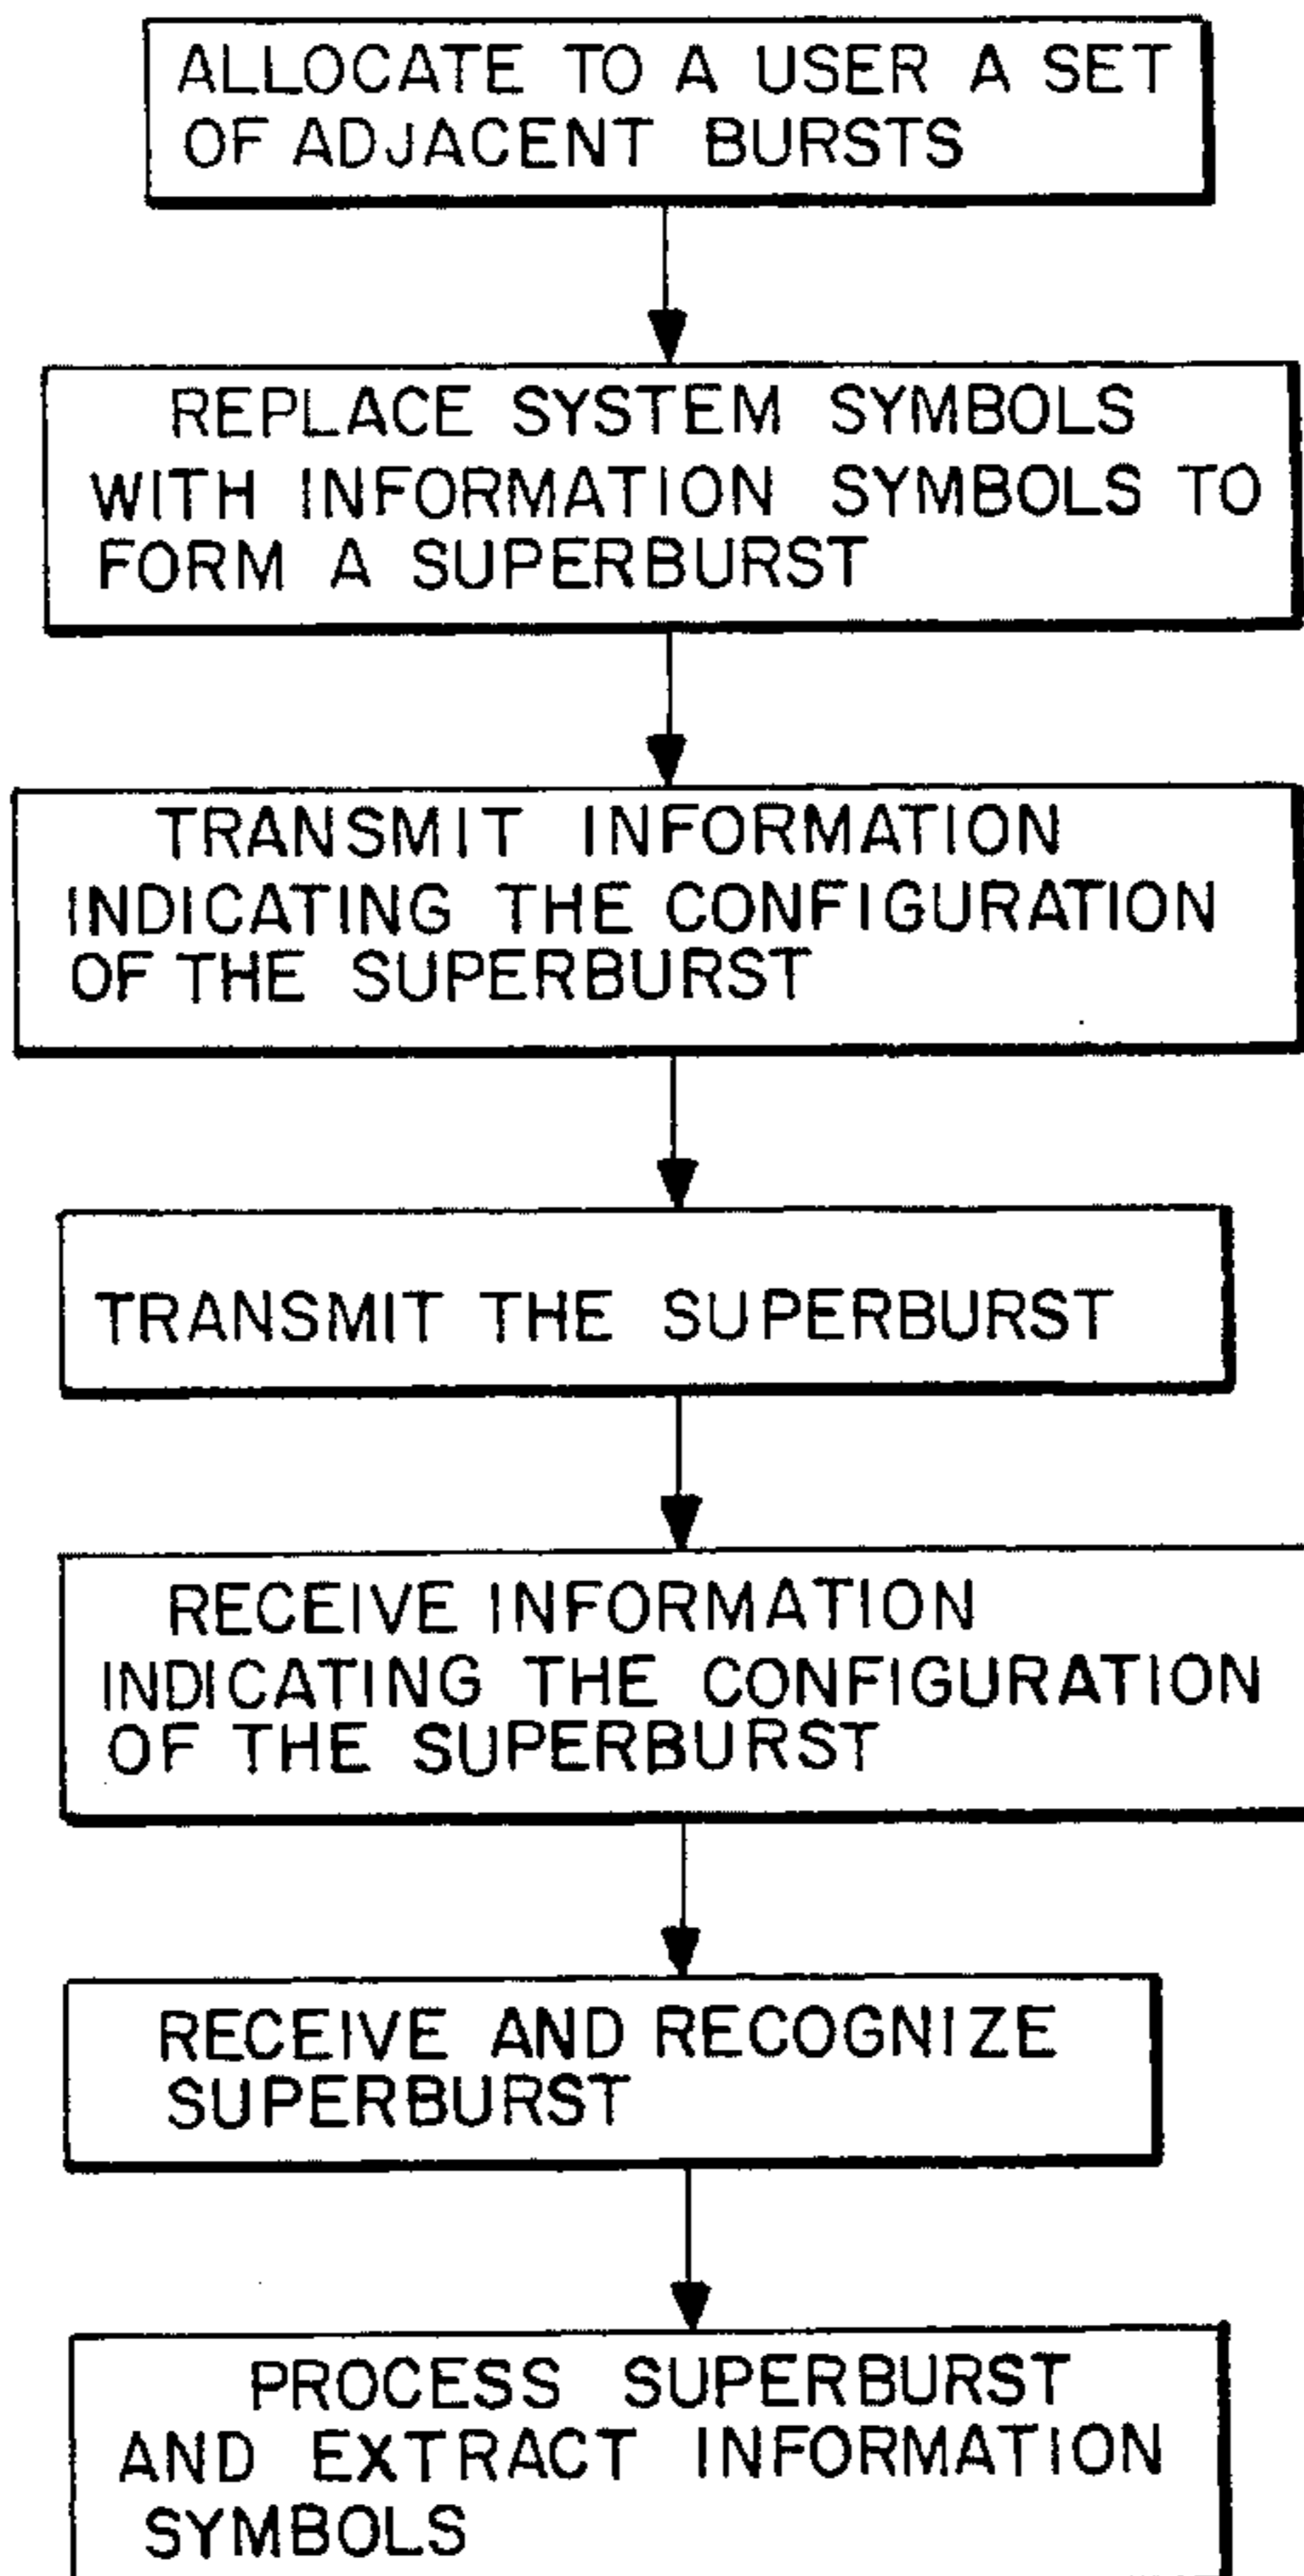 ALLOCATE TO A USER A SET
OF ADJACENT BURSTS
REPLACE SYSTEM SYMBOLS
WITH INFORMATION SYMBOLS TO
FORM A SUPERBURST
TRANSMIT INFORMATION
INDICATING THE CONFIGURATION
OF THE SUPERBURST
TRANSMIT THE SUPERBURST
RECEIVE INFORMATION
INDICATING THE CONFIGURATION
OF THE SUPERBURST
RECEIVE AND RECOGNIZE
SUPERBURST
PROCESS SUPERBURST
AND EXTRACT INFORMATION
SYMBOLS